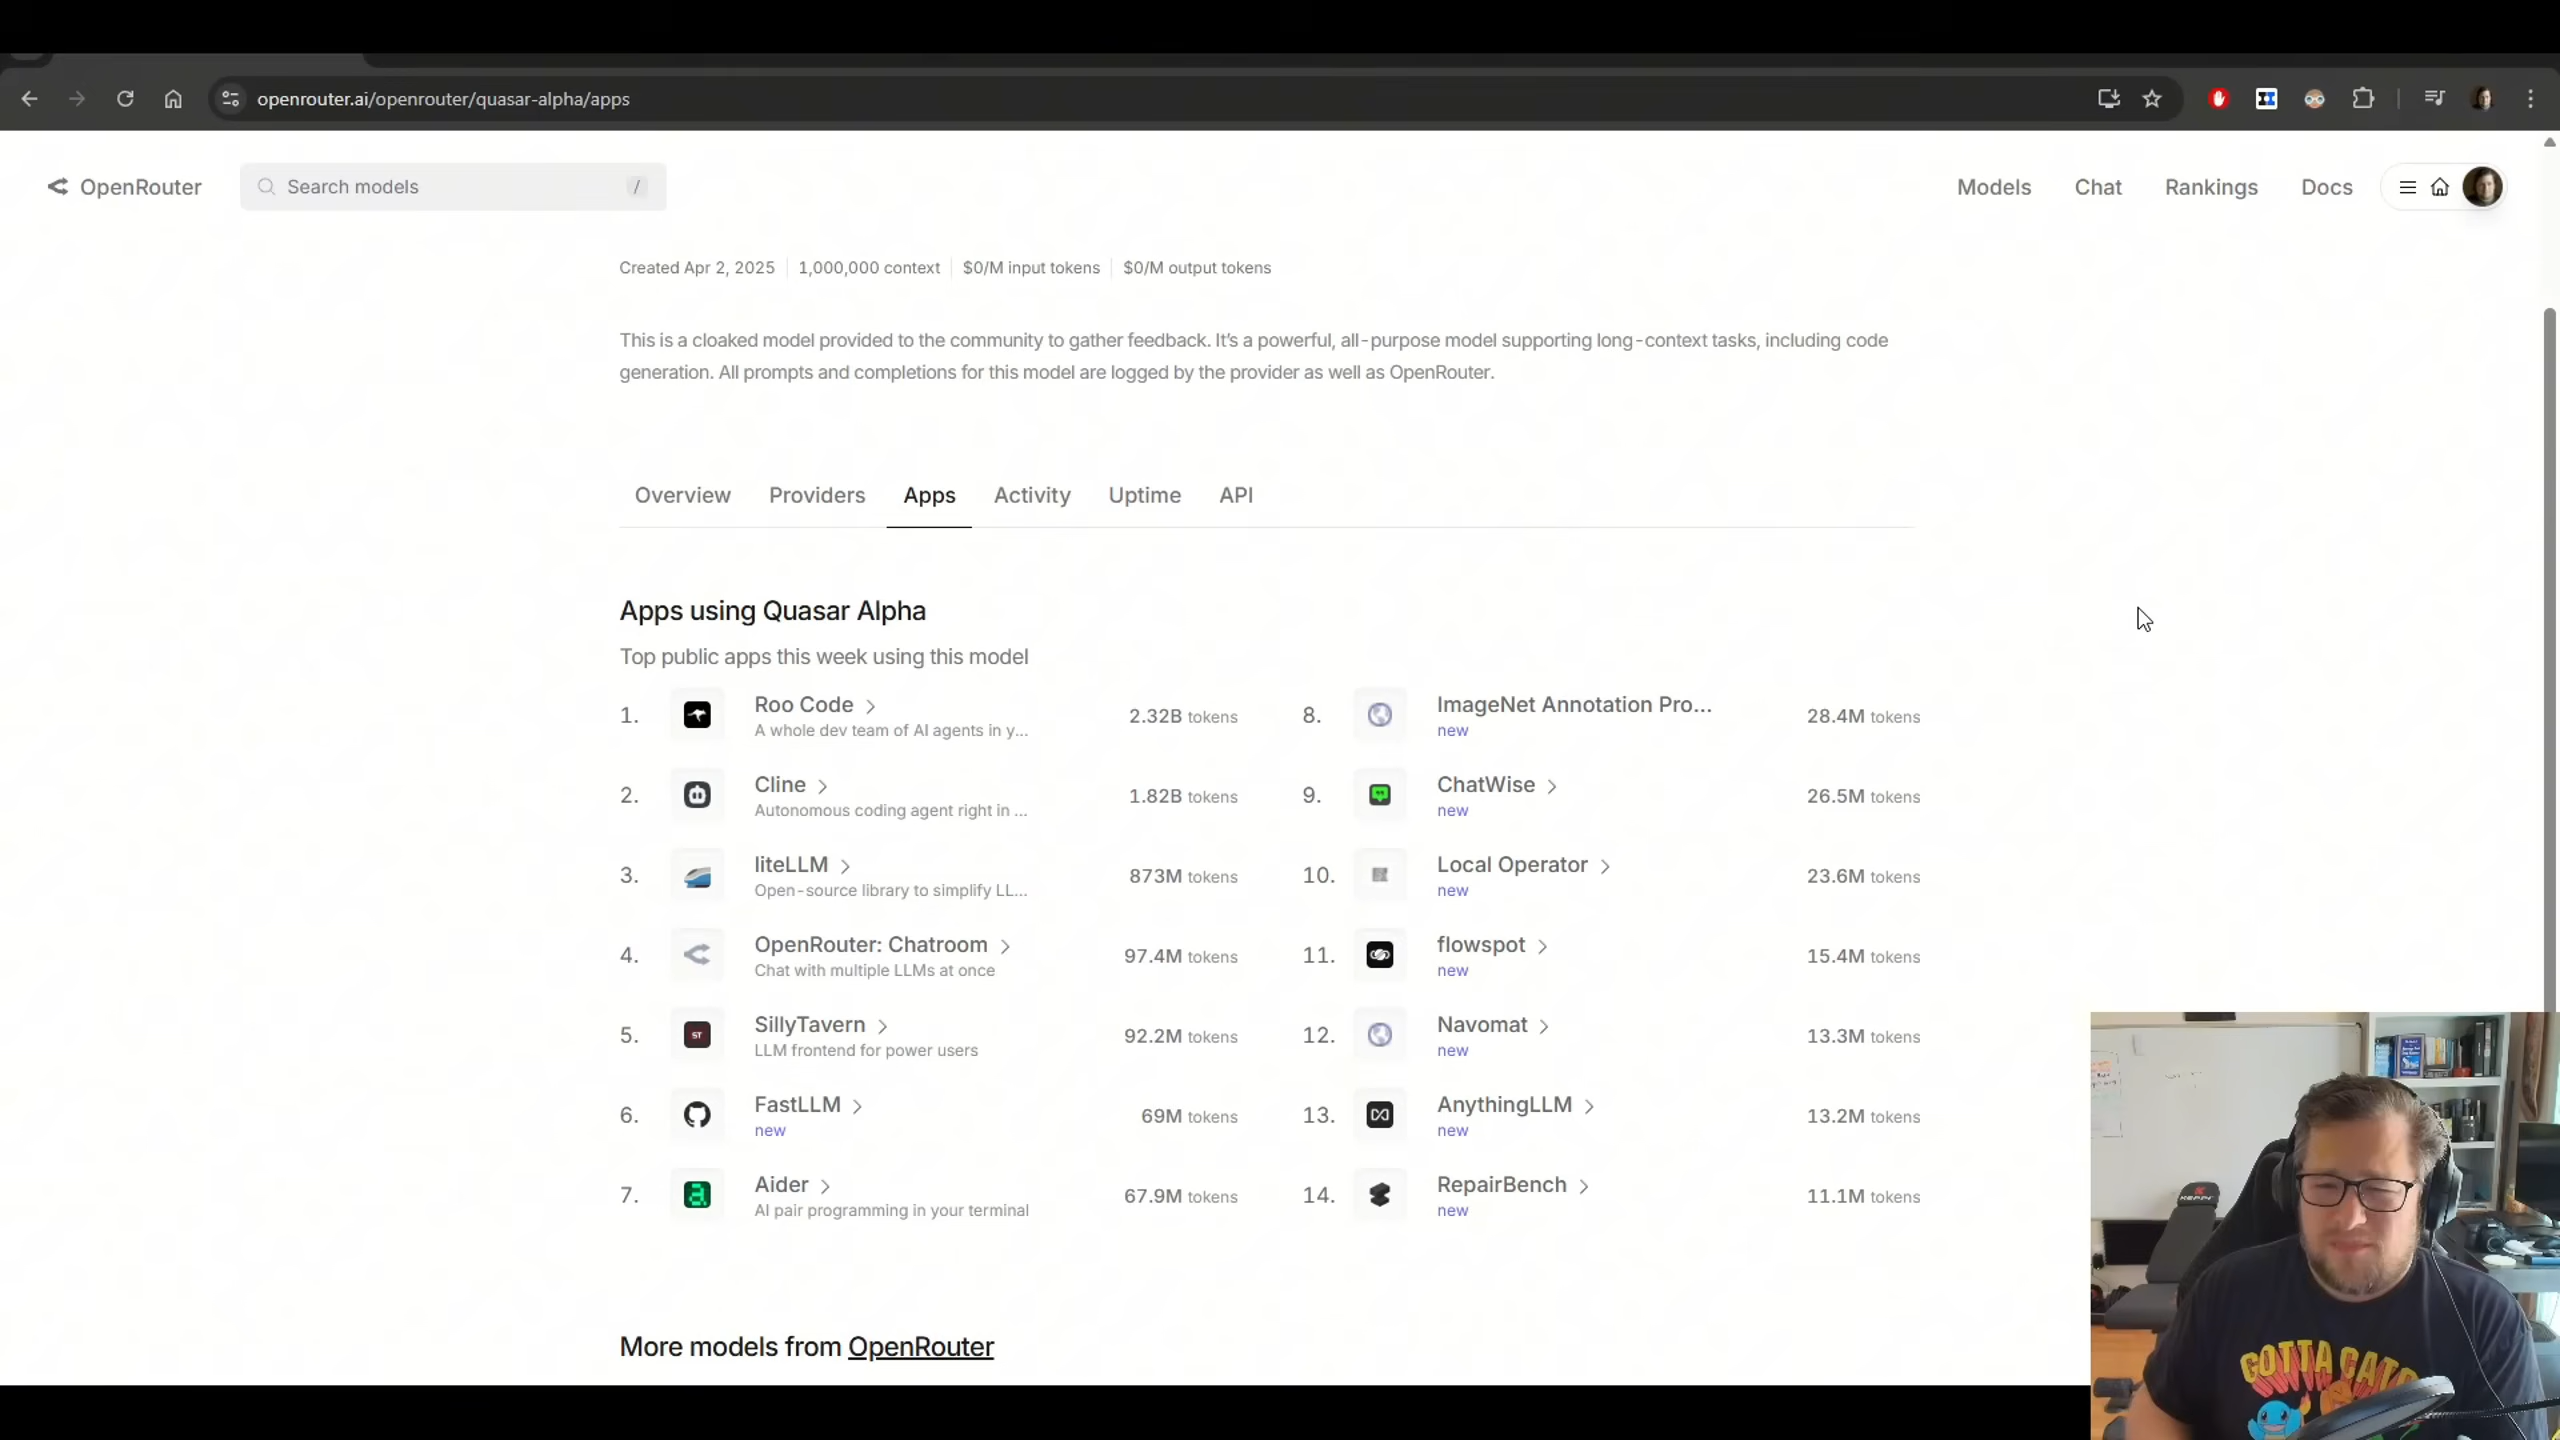 openrouter.ai/openrouter/quasar-alpha/apps
OpenRouter
Search models
/
Models
Chat
Rankings
Docs
Created Apr 2, 2025
1,000,000 context
$0/M input tokens
$0/M output tokens
This is a cloaked model provided to the community to gather feedback. It's a powerful, all-purpose model supporting long-context tasks, including code
generation. All prompts and completions for this model are logged by the provider as well as OpenRouter.
Overview
Providers
Apps
Activity
Uptime
API
Apps using Quasar Alpha
Top public apps this week using this model
1.
Roo Code
A whole dev team of AI agents in y...
2.32B tokens
2.
Cline
Autonomous coding agent right in ...
1.82B tokens
3.
liteLLM
Open-source library to simplify LL...
873M tokens
4.
OpenRouter: Chatroom
Chat with multiple LLMs at once
97.4M tokens
5.
ST
SillyTavern
LLM frontend for power users
92.2M tokens
6.
FastLLM
new
69M tokens
7.
a
Aider
AI pair programming in your terminal
67.9M tokens
8.
ImageNet Annotation Pro...
new
28.4M tokens
9.
ChatWise
new
26.5M tokens
10.
Local Operator
new
23.6M tokens
11.
flowspot
new
15.4M tokens
12.
Navomat
new
13.3M tokens
13.
AnythingLLM
new
13.2M tokens
14.
RepairBench
new
11.1M tokens
More models from OpenRouter
GOTTA CATC